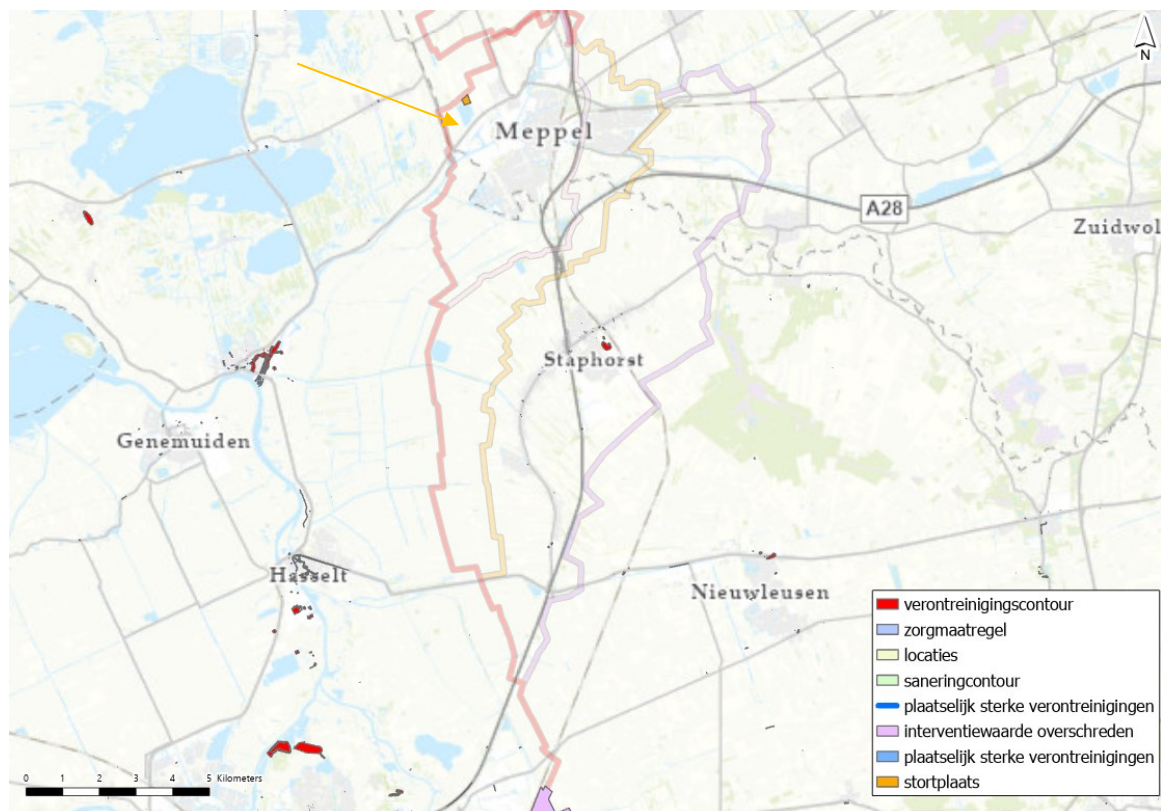 N
Meppel
A28
Zuidwol
Staphorst
Genemuiden
Hasselt
Nieuwleusen
verontreinigingscontour
zorgmaatregel
locaties
saneringcontour
plaatselijk sterke verontreinigingen
interventiewaarde overschreden
plaatselijk sterke verontreinigingen
stortplaats
0 1 2 3 4 5 Kilometers